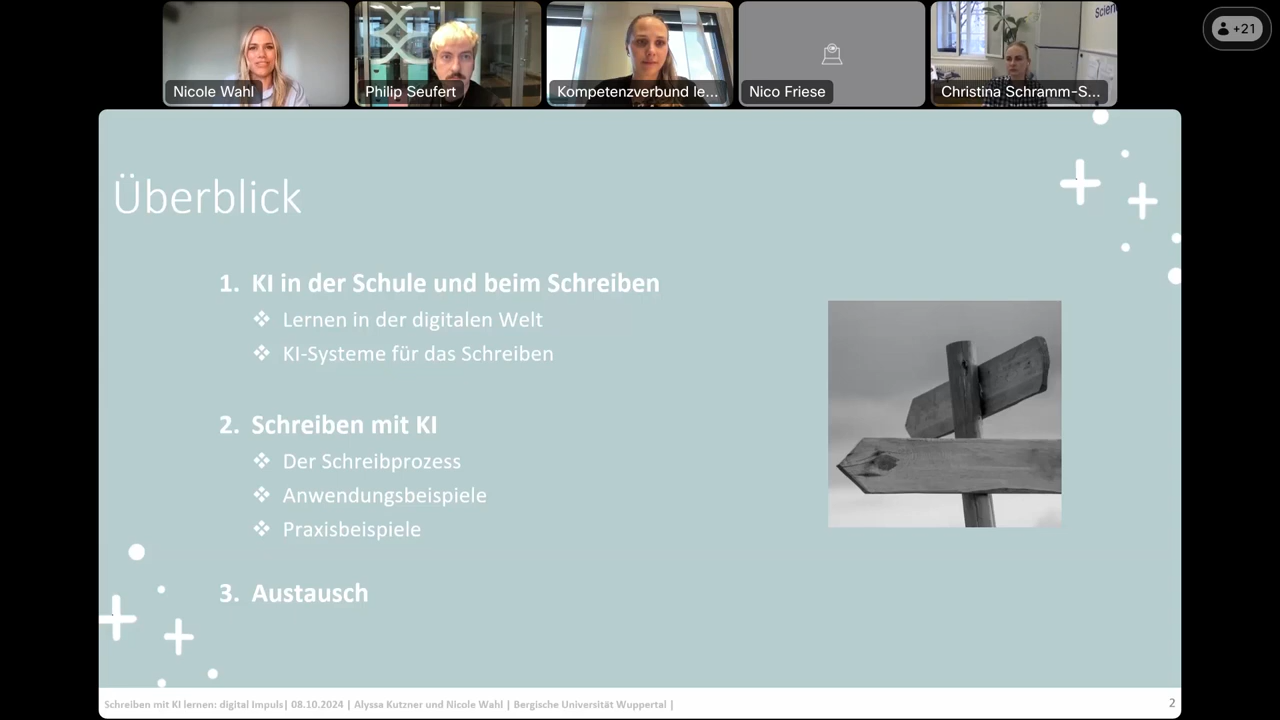 Nicole Wahl
Philip Seufert
Kompetenzverbund le...
Nico Friese
Christina Schramm-S...
+21
Überblick
1. KI in der Schule und beim Schreiben
❖ Lernen in der digitalen Welt
❖ KI-Systeme für das Schreiben
2. Schreiben mit KI
❖ Der Schreibprozess
❖ Anwendungsbeispiele
❖ Praxisbeispiele
3. Austausch
Schreiben mit KI lernen: digital Impuls| 08.10.2024 | Alyssa Kutzner und Nicole Wahl | Bergische Universität Wuppertal |
2